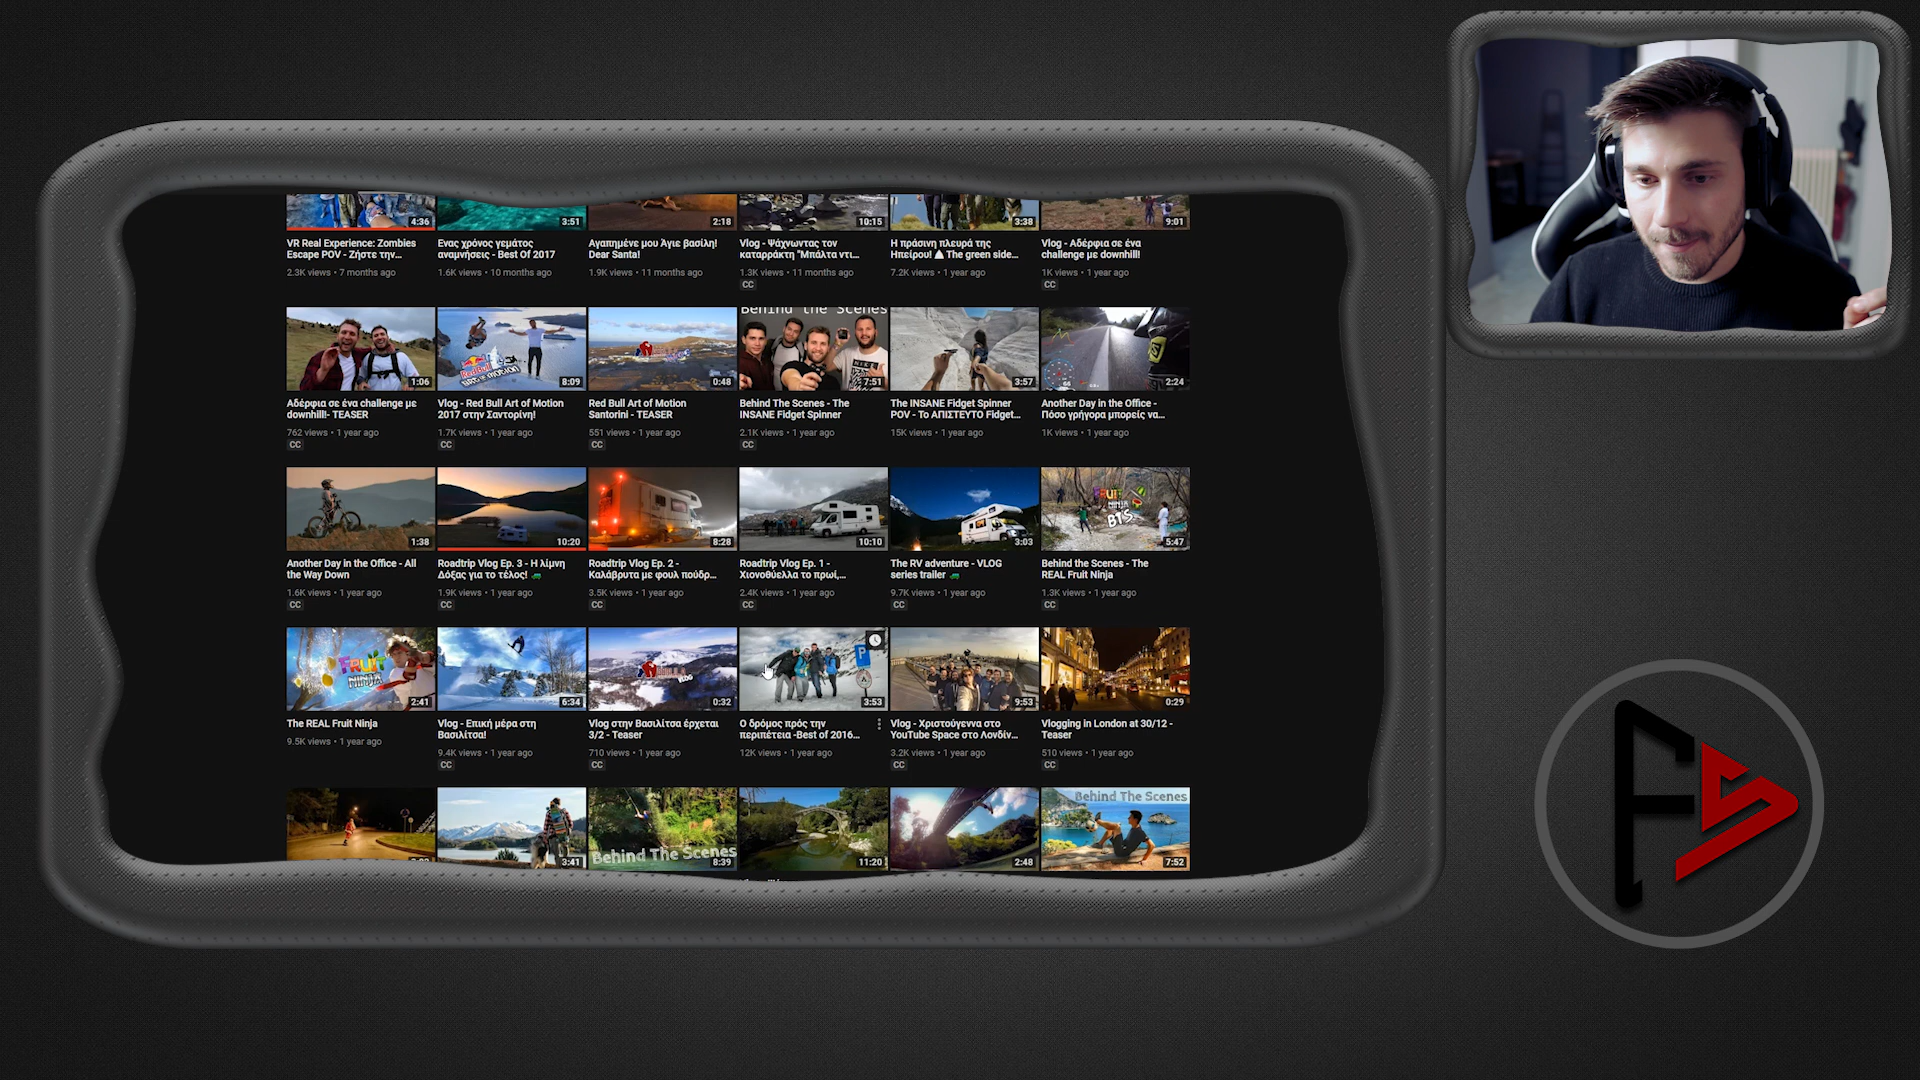 4:36
3:51
2:18
10:15
3:38
9:01
VR Real Experience: Zombies
Escape POV - Ζήστε την...
2.3K views • 7 months ago
Ενας χρόνος γεμάτος
αναμνήσεις - Best Of 2017
1.6K views • 10 months ago
Αγαπημένε μου Άγιε βασίλη!
Dear Santa!
1.9K views • 11 months ago
Vlog - Ψάχνωντας τον
καταρράκτη "Μπάλτα ντι...
1.3K views • 11 months ago
CC
Η πράσινη πλευρά της
Ηπείρου! The green side...
7.2K views • 1 year ago
Vlog - Αδέρφια σε ένα
challenge με downhill!
1K views • 1 year ago
CC
1:06
RedBull
ART OF MOTION
8:09
0:48
Behind The Scenes
7:51
3:57
66
2:24
Αδέρφια σε ένα challenge με
downhill!- TEASER
762 views • 1 year ago
CC
Vlog - Red Bull Art of Motion
2017 στην Σαντορίνη!
1.7K views • 1 year ago
CC
Red Bull Art of Motion
Santorini - TEASER
551 views • 1 year ago
CC
Behind The Scenes - The
INSANE Fidget Spinner
2.1K views • 1 year ago
CC
The INSANE Fidget Spinner
POV - Το ΑΠΙΣΤΕΥΤΟ Fidget...
15K views • 1 year ago
Another Day in the Office -
Πόσο γρήγορα μπορείς να...
1K views • 1 year ago
1:38
10:20
8:28
10:10
3:03
FRUIT
NINJA
BTS
5:47
Another Day in the Office - All
the Way Down
1.6K views • 1 year ago
CC
Roadtrip Vlog Ep. 3 - Η λίμνη
Δόξας για το τέλος!
1.9K views • 1 year ago
CC
Roadtrip Vlog Ep. 2 -
Καλάβρυτα με φουλ πούδρ...
3.5K views • 1 year ago
CC
Roadtrip Vlog Ep. 1 -
Χιονοθύελλα το πρωί,...
2.4K views • 1 year ago
CC
The RV adventure - VLOG
series trailer
9.7K views • 1 year ago
CC
Behind the Scenes - The
REAL Fruit Ninja
1.3K views • 1 year ago
CC
FRUIT
NINJA
2:41
6:34
VLOG
0:32
P
3:53
9:53
0:29
The REAL Fruit Ninja
9.5K views • 1 year ago
Vlog - Επική μέρα στη
Βασιλίτσα!
9.4K views • 1 year ago
CC
Vlog στην Βασιλίτσα έρχεται
3/2 - Teaser
710 views • 1 year ago
CC
Ο δρόμος πρός την
περιπέτεια -Best of 2016...
12K views • 1 year ago
Vlog - Χριστούγεννα στο
YouTube Space στο Λονδίν...
3.2K views • 1 year ago
CC
Vlogging in London at 30/12 -
Teaser
510 views • 1 year ago
CC
3:41
Behind The Scenes
8:39
11:20
2:48
Behind The Scenes
7:52